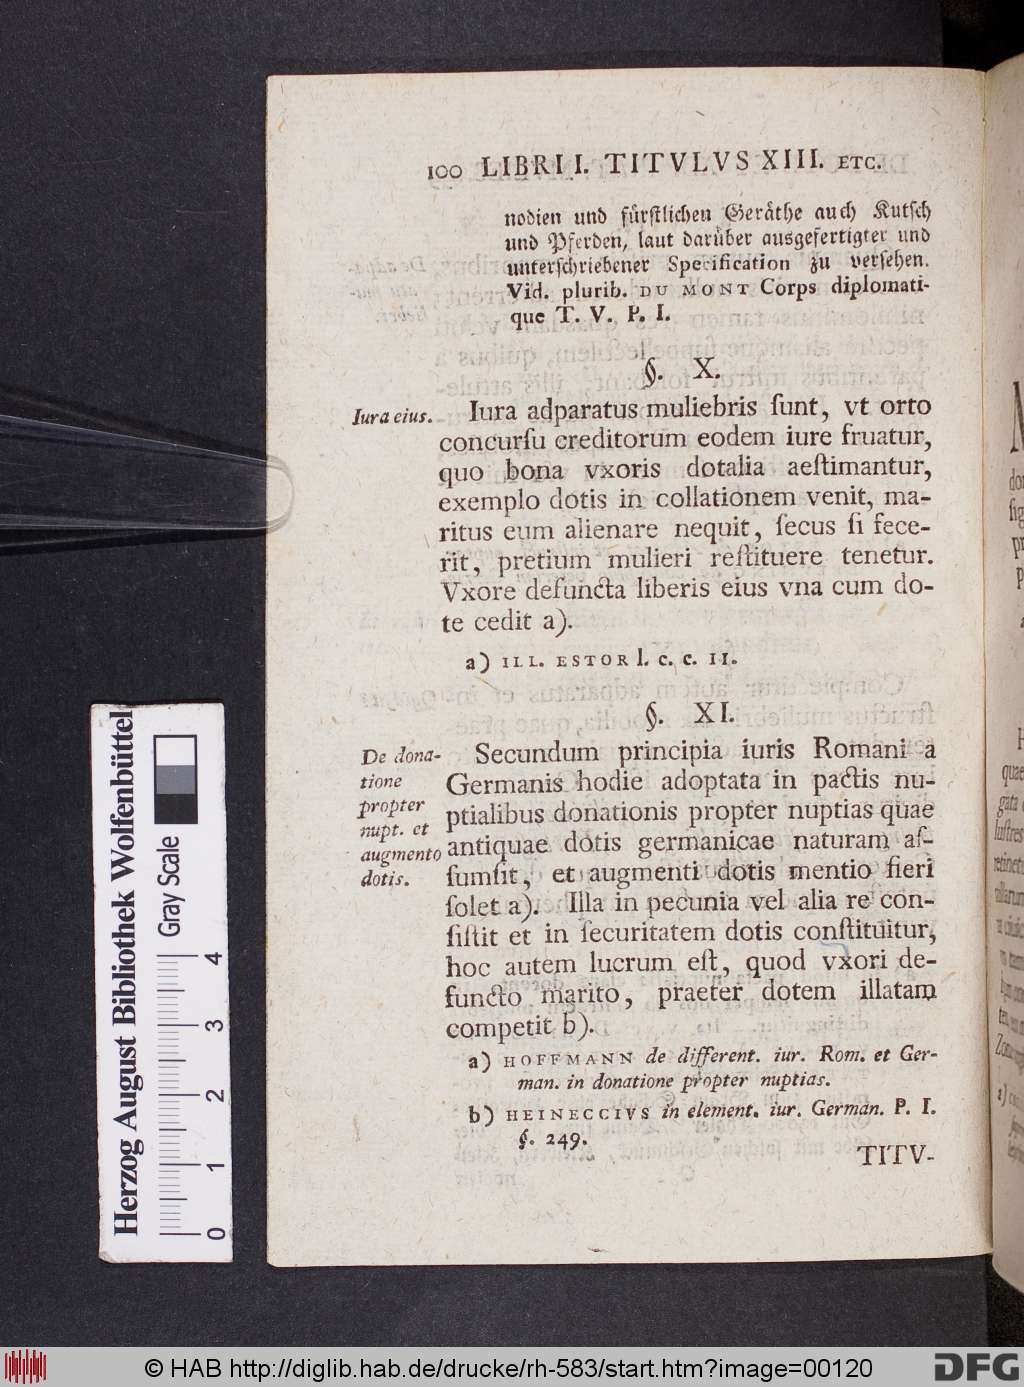 100 LIBRI I. TITVLVS XIII. ETC.
nodien und fürstlichen Geräthe auch Kutsch
und Pferden, laut darüber ausgefertigter und
unterschriebener Specification zu versehen.
Vid. plurib. DU MONT Corps diplomati-
que T. V. P. I.
§. X.
Iura eius.
Iura adparatus muliebris ſunt, vt orto
concurſu creditorum eodem iure fruatur,
quo bona vxoris dotalia aeſtimantur,
exemplo dotis in collationem venit, ma-
ritus eum alienare nequit, ſecus ſi fece-
rit, pretium mulieri reſtituere tenetur.
Vxore defuncta liberis eius vna cum do-
te cedit a).
a) ILL. ESTOR l. c. c. II.
§. XI.
De dona-
tione
propter
nupt. et
augmento
dotis.
Secundum principia iuris Romani a
Germanis hodie adoptata in pactis nu-
ptialibus donationis propter nuptias quae
antiquae dotis germanicae naturam aſ-
ſumſit, et augmenti dotis mentio fieri
ſolet a). Illa in pecunia vel alia re con-
ſiſtit et in ſecuritatem dotis conſtituitur,
hoc autem lucrum eſt, quod vxori de-
functo marito, praeter dotem illatam
competit b).
a) HOFFMANN de different. iur. Rom. et Ger-
man. in donatione propter nuptias.
b) HEINECCIVS in element. iur. German. P. I.
§. 249.
TITV-
Herzog August Bibliothek Wolfenbüttel
Gray Scale
0 1 2 3 4
© HAB http://diglib.hab.de/drucke/rh-583/start.htm?image=00120
DFG